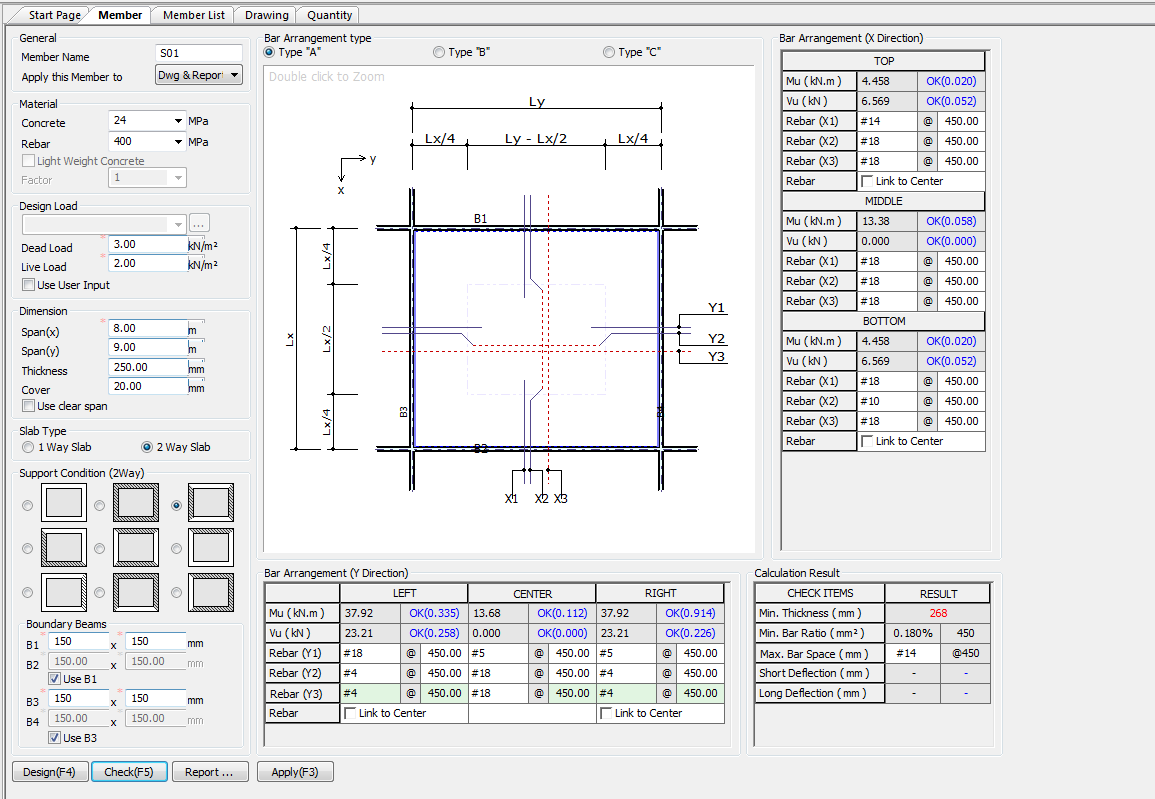 Start Page Member Member List Drawing Quantity
General
Member Name S01
Apply this Member to Dwg & Repor
Material
Concrete 24 MPa
Rebar 400 MPa
Light Weight Concrete
Factor 1
Design Load
...
Dead Load 3.00 kN/m²
Live Load 2.00 kN/m²
Use User Input
Dimension
Span(x) 8.00 m
Span(y) 9.00 m
Thickness 250.00 mm
Cover 20.00 mm
Use clear span
Slab Type
1 Way Slab 2 Way Slab
Support Condition (2Way)
Boundary Beams
B1 150 x 150 mm
B2 150.00 x 150.00 mm
Use B1
B3 150 x 150 mm
B4 150.00 x 150.00 mm
Use B3
Design(F4) Check(F5) Report ... Apply(F3)
Bar Arrangement type
Type "A" Type "B" Type "C"
Double click to Zoom
Ly
Lx/4 Ly - Lx/2 Lx/4
y
x
B1
Lx/4
Lx
Lx/2
Lx/4
B3
B4
B2
Y1
Y2
Y3
X1 X2 X3
Bar Arrangement (X Direction)
TOP
Mu ( kN.m ) 4.458 OK(0.020)
Vu ( kN ) 6.569 OK(0.052)
Rebar (X1) #14 @ 450.00
Rebar (X2) #18 @ 450.00
Rebar (X3) #18 @ 450.00
Rebar Link to Center
MIDDLE
Mu ( kN.m ) 13.38 OK(0.058)
Vu ( kN ) 0.000 OK(0.000)
Rebar (X1) #18 @ 450.00
Rebar (X2) #18 @ 450.00
Rebar (X3) #18 @ 450.00
BOTTOM
Mu ( kN.m ) 4.458 OK(0.020)
Vu ( kN ) 6.569 OK(0.052)
Rebar (X1) #18 @ 450.00
Rebar (X2) #10 @ 450.00
Rebar (X3) #18 @ 450.00
Rebar Link to Center
Bar Arrangement (Y Direction)
LEFT CENTER RIGHT
Mu ( kN.m ) 37.92 OK(0.335) 13.68 OK(0.112) 37.92 OK(0.914)
Vu ( kN ) 23.21 OK(0.258) 0.000 OK(0.000) 23.21 OK(0.226)
Rebar (Y1) #18 @ 450.00 #5 @ 450.00 #5 @ 450.00
Rebar (Y2) #4 @ 450.00 #18 @ 450.00 #4 @ 450.00
Rebar (Y3) #4 @ 450.00 #18 @ 450.00 #4 @ 450.00
Rebar Link to Center Link to Center
Calculation Result
CHECK ITEMS RESULT
Min. Thickness ( mm ) 268
Min. Bar Ratio ( mm² ) 0.180% 450
Max. Bar Space ( mm ) #14 @450
Short Deflection ( mm ) - -
Long Deflection ( mm ) - -